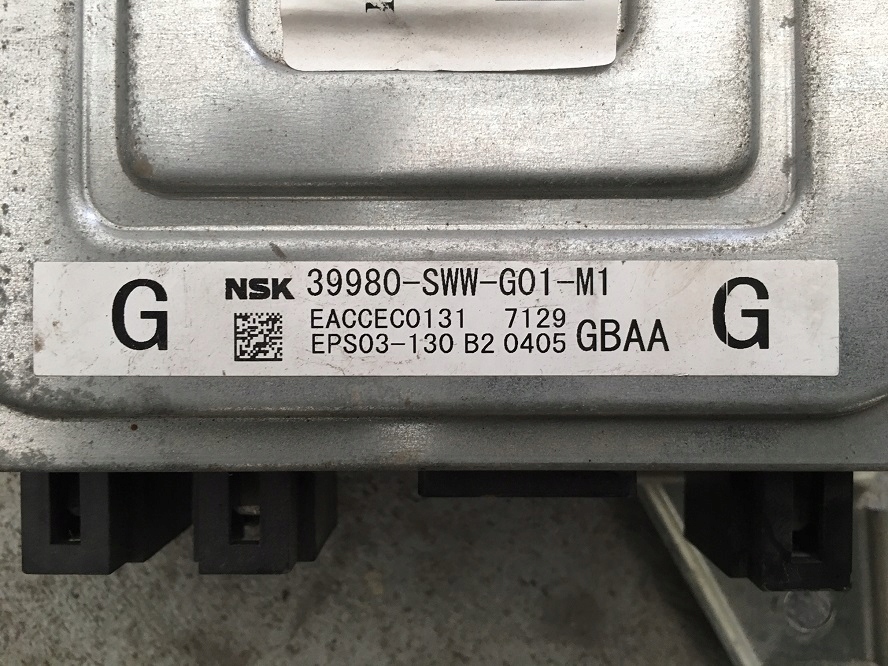 G NSK 39980-SWW-G01-M1 G
EACCEC0131 7129
EPS03-130 B2 0405 GBAA